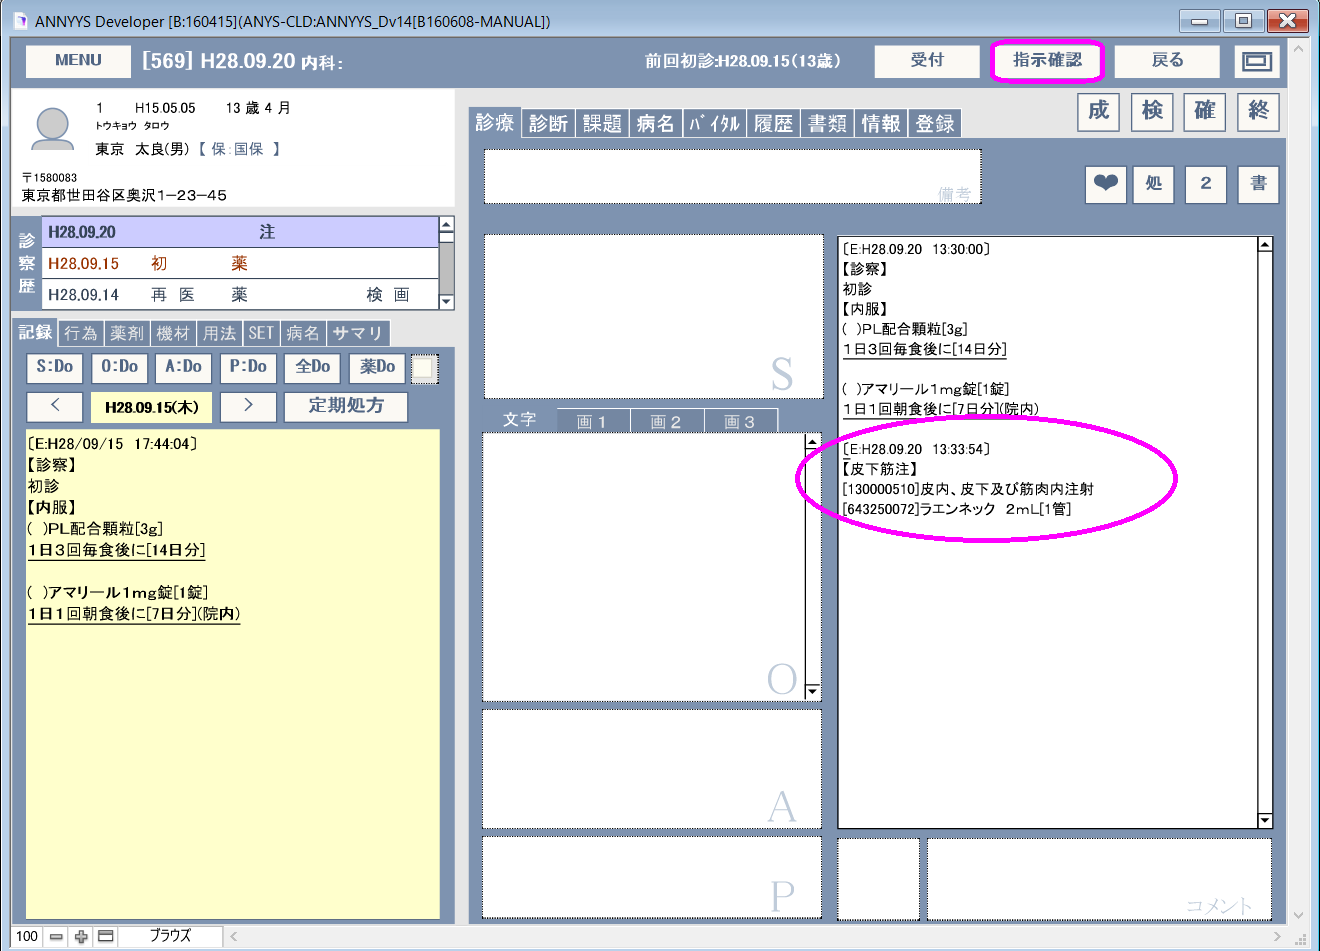 ANNYYS Developer [B:160415](ANYS-CLD:ANNYYS_Dv14[B160608-MANUAL])
MENU
[569] H28.09.20 内科:
前回初診:H28.09.15(13歳)
受付
指示確認
戻る
1 H15.05.05 13 歳 4 月
トウキョウ タロウ
東京 太良(男)【 保:国保 】
〒1580083
東京都世田谷区奥沢1-23-45
成 検 確 終
診療 診断 課題 病名 バイタル 履歴 書類 情報 登録
処 2 書
備考
診察歴
H28.09.20 注
H28.09.15 初 薬
H28.09.14 再 医 薬 検 画
記録 行為 薬剤 機材 用法 SET 病名 サマリ
S:Do O:Do A:Do P:Do 全Do 薬Do
< H28.09.15(木) > 定期処方
[E:H28/09/15 17:44:04]
【診察】
初診
【内服】
( )PL配合顆粒[3g]
1日3回毎食後に[14日分]
( )アマリール1mg錠[1錠]
1日1回朝食後に[7日分](院内)
S
文字 画1 画2 画3
O
A
P
[E:H28.09.20 13:30:00]
【診察】
初診
【内服】
( )PL配合顆粒[3g]
1日3回毎食後に[14日分]
( )アマリール1mg錠[1錠]
1日1回朝食後に[7日分](院内)
[E:H28.09.20 13:33:54]
【皮下筋注】
[130000510]皮内、皮下及び筋肉内注射
[643250072]ラエンネック 2mL[1管]
コメント
100 ブラウズ